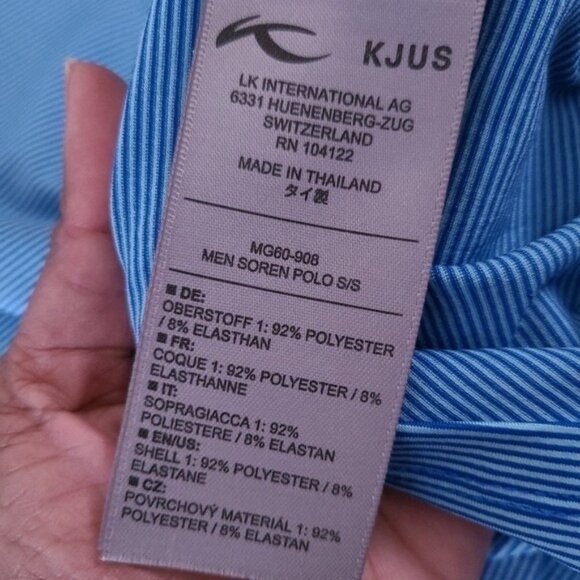 KJUS
LK INTERNATIONAL AG
6331 HUENENBERG-ZUG
SWITZERLAND
RN 104122
MADE IN THAILAND
タイ製
MG60-908
MEN SOREN POLO S/S
■ DE:
OBERSTOFF 1: 92% POLYESTER
/ 8% ELASTHAN
■ FR:
COQUE 1: 92% POLYESTER / 8%
ELASTHANNE
■ IT:
SOPRAGIACCA 1: 92%
POLIESTERE / 8% ELASTAN
■ EN/US:
SHELL 1: 92% POLYESTER / 8%
ELASTANE
■ CZ:
POVRCHOVÝ MATERIÁL 1: 92%
POLYESTER / 8% ELASTAN